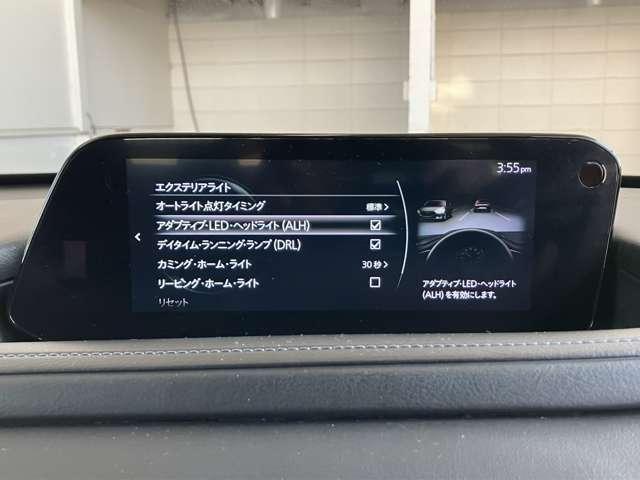 3:55pm
エクステリアライト
オートライト点灯タイミング 標準
アダプティブ・LED・ヘッドライト(ALH)
デイタイム・ランニング・ランプ(DRL)
カミング・ホーム・ライト 30秒
リービング・ホーム・ライト
リセット
アダプティブ・LED・ヘッドライト
(ALH)を有効にします。